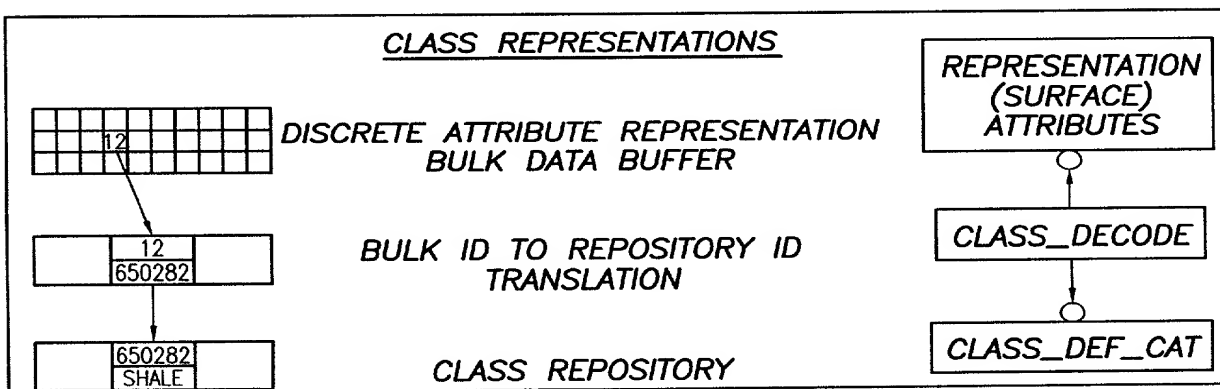 CLASS REPRESENTATIONS
12
DISCRETE ATTRIBUTE REPRESENTATION
BULK DATA BUFFER
12
650282
BULK ID TO REPOSITORY ID
TRANSLATION
650282
SHALE
CLASS REPOSITORY
REPRESENTATION
(SURFACE)
ATTRIBUTES
CLASS_DECODE
CLASS_DEF_CAT